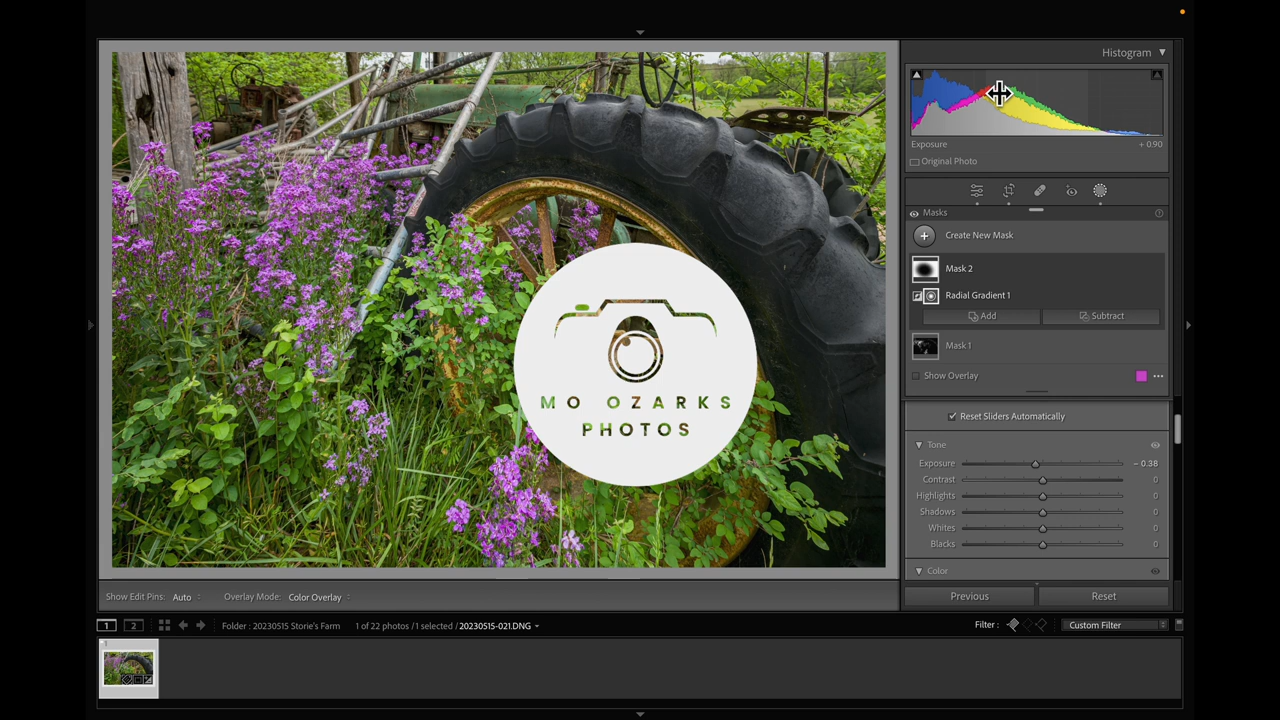 Histogram
Exposure + 0.90
Original Photo
Masks
Create New Mask
Mask 2
Radial Gradient 1
Add Subtract
Mask 1
Show Overlay
Reset Sliders Automatically
Tone
Exposure – 0.38
Contrast 0
Highlights 0
Shadows 0
Whites 0
Blacks 0
Color
Previous Reset
MO OZARKS
PHOTOS
Show Edit Pins: Auto Overlay Mode: Color Overlay
1 2 Folder : 20230515 Storie's Farm 1 of 22 photos / 1 selected / 20230515-021.DNG Filter : Custom Filter
1